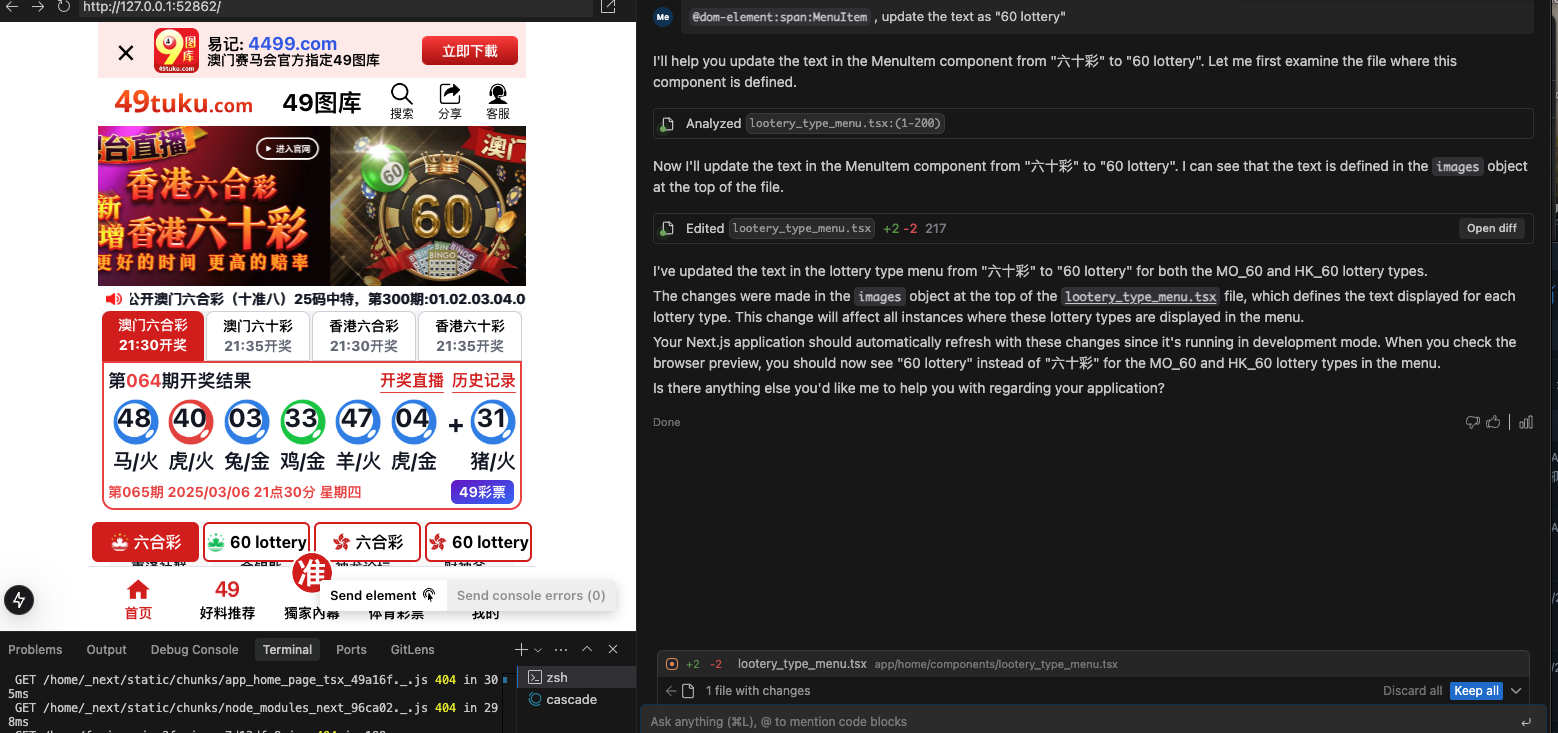 http://127.0.0.1:52862/
易记: 4499.com
澳门赛马会官方指定49图库
9
图库
49tuku.com
立即下載
49tuku.com
49图库
搜索
分享
客服
台直播
进入官网
香港六合彩
新增
香港六十彩
更好的时间 更高的赔率
60
60
BINGO
澳门
公开澳门六合彩（十准八）25码中特，第300期:01.02.03.04.0
澳门六合彩
21:30开奖
澳门六十彩
21:35开奖
香港六合彩
21:30开奖
香港六十彩
21:35开奖
第064期开奖结果
开奖直播 历史记录
48 40 03 33 47 04 + 31
马/火 虎/火 兔/金 鸡/金 羊/火 虎/金 猪/火
第065期 2025/03/06 21点30分 星期四
49彩票
六合彩
60 lottery
六合彩
60 lottery
准
首页
49
好料推荐
獨家内幕
体育彩票
我的
Send element
Send console errors (0)
Problems Output Debug Console Terminal Ports GitLens
GET /home/_next/static/chunks/app_home_page_tsx_49a16f._.js 404 in 30
5ms
GET /home/_next/static/chunks/node_modules_next_96ca02._.js 404 in 29
8ms
zsh
cascade
Me
@dom-element:span:MenuItem , update the text as "60 lottery"
I'll help you update the text in the MenuItem component from "六十彩" to "60 lottery". Let me first examine the file where this
component is defined.
Analyzed lootery_type_menu.tsx:(1-200)
Now I'll update the text in the MenuItem component from "六十彩" to "60 lottery". I can see that the text is defined in the images object
at the top of the file.
Edited lootery_type_menu.tsx +2 -2 217
Open diff
I've updated the text in the lottery type menu from "六十彩" to "60 lottery" for both the MO_60 and HK_60 lottery types.
The changes were made in the images object at the top of the lootery_type_menu.tsx file, which defines the text displayed for each
lottery type. This change will affect all instances where these lottery types are displayed in the menu.
Your Next.js application should automatically refresh with these changes since it's running in development mode. When you check the
browser preview, you should now see "60 lottery" instead of "六十彩" for the MO_60 and HK_60 lottery types in the menu.
Is there anything else you'd like me to help you with regarding your application?
Done
+2 -2 lootery_type_menu.tsx app/home/components/lootery_type_menu.tsx
1 file with changes
Discard all
Keep all
Ask anything (⌘L), @ to mention code blocks